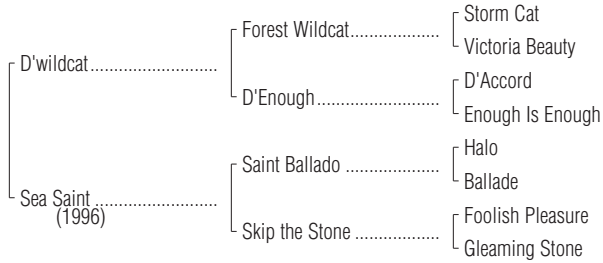 Storm Cat
Forest Wildcat....................
Victoria Beauty
D'wildcat...........................
D'Accord
D'Enough...........................
Enough Is Enough
Halo
Saint Ballado .....................
Ballade
Sea Saint ..........................
(1996)
Foolish Pleasure
Skip the Stone ...................
Gleaming Stone